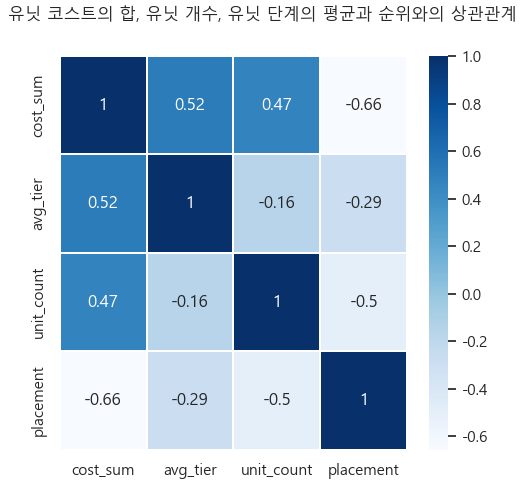 유닛 코스트의 합, 유닛 개수, 유닛 단계의 평균과 순위와의 상관관계
cost_sum
1
0.52
0.47
-0.66
avg_tier
0.52
1
-0.16
-0.29
unit_count
0.47
-0.16
1
-0.5
placement
-0.66
-0.29
-0.5
1
cost_sum
avg_tier
unit_count
placement
1.0
0.8
0.6
0.4
0.2
0.0
-0.2
-0.4
-0.6